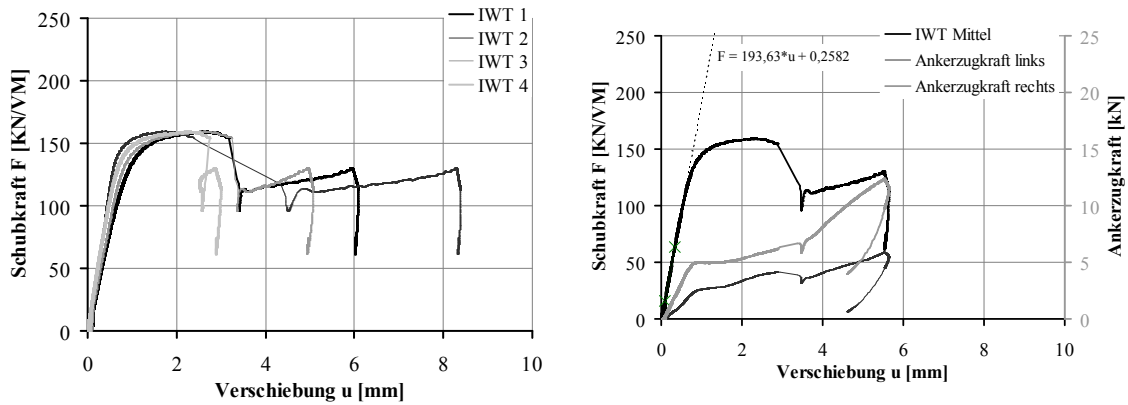 250
200
150
100
50
0
0 2 4 6 8 10
Schubkraft F [KN/VM]
Verschiebung u [mm]
IWT 1
IWT 2
IWT 3
IWT 4
250
200
150
100
50
0
0 2 4 6 8 10
Schubkraft F [KN/VM]
Verschiebung u [mm]
F = 193,63*u + 0,2582
IWT Mittel
Ankerzugkraft links
Ankerzugkraft rechts
25
20
15
10
5
0
Ankerzugkraft [kN]